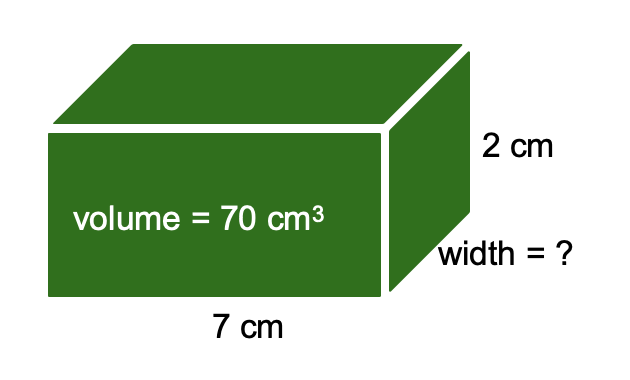 2 cm
volume = 70 cm³
width = ?
7 cm